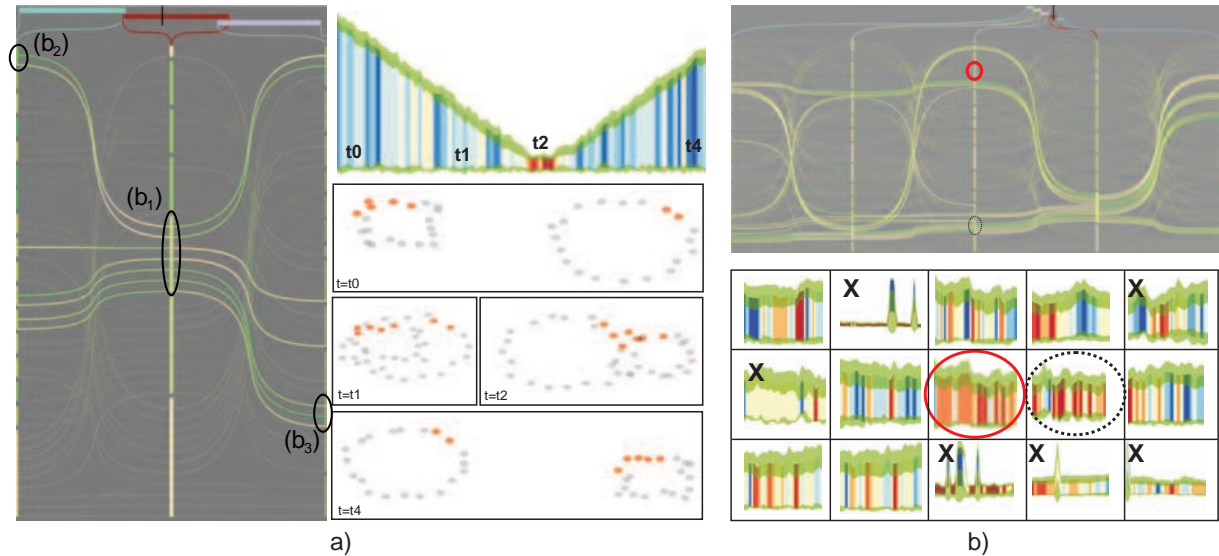 (b2)
(b1)
(b3)
t0
t1
t2
t4
t=t0
t=t1
t=t2
t=t4
a)
X
X
X
X
X
X
b)